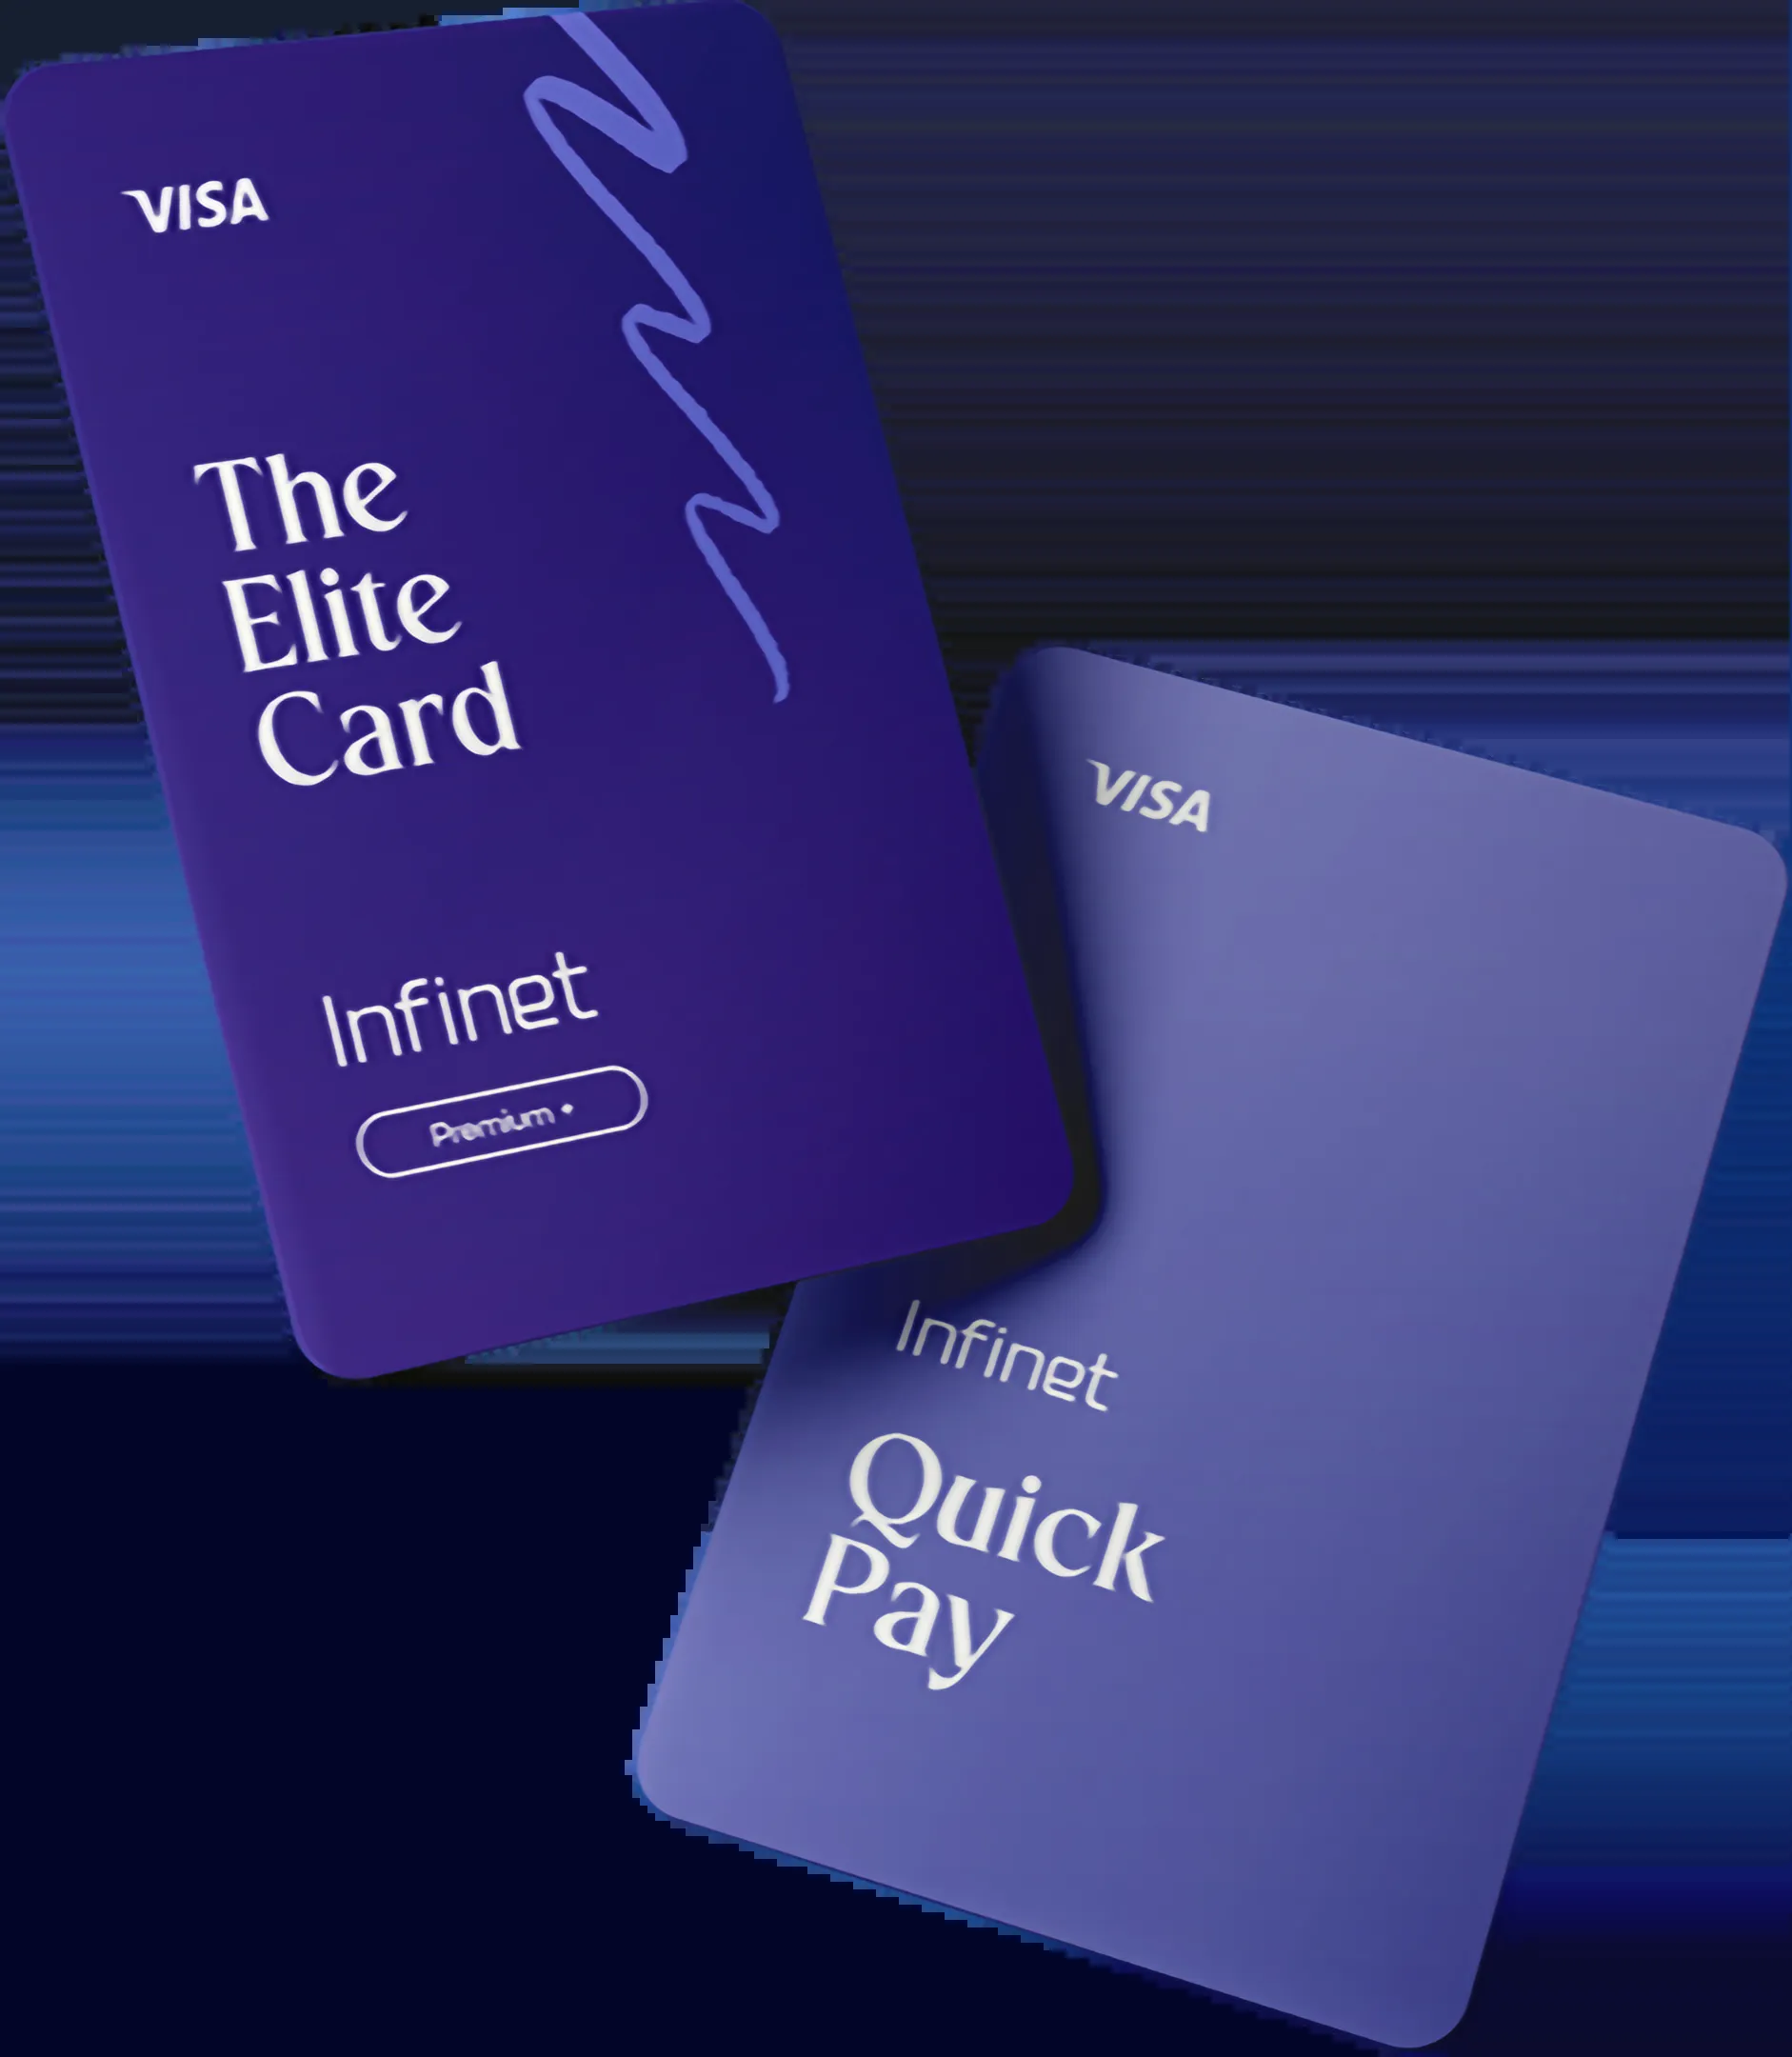 VISA
The
Elite
Card
Infinet
Premium
VISA
Infinet
Quick
Pay